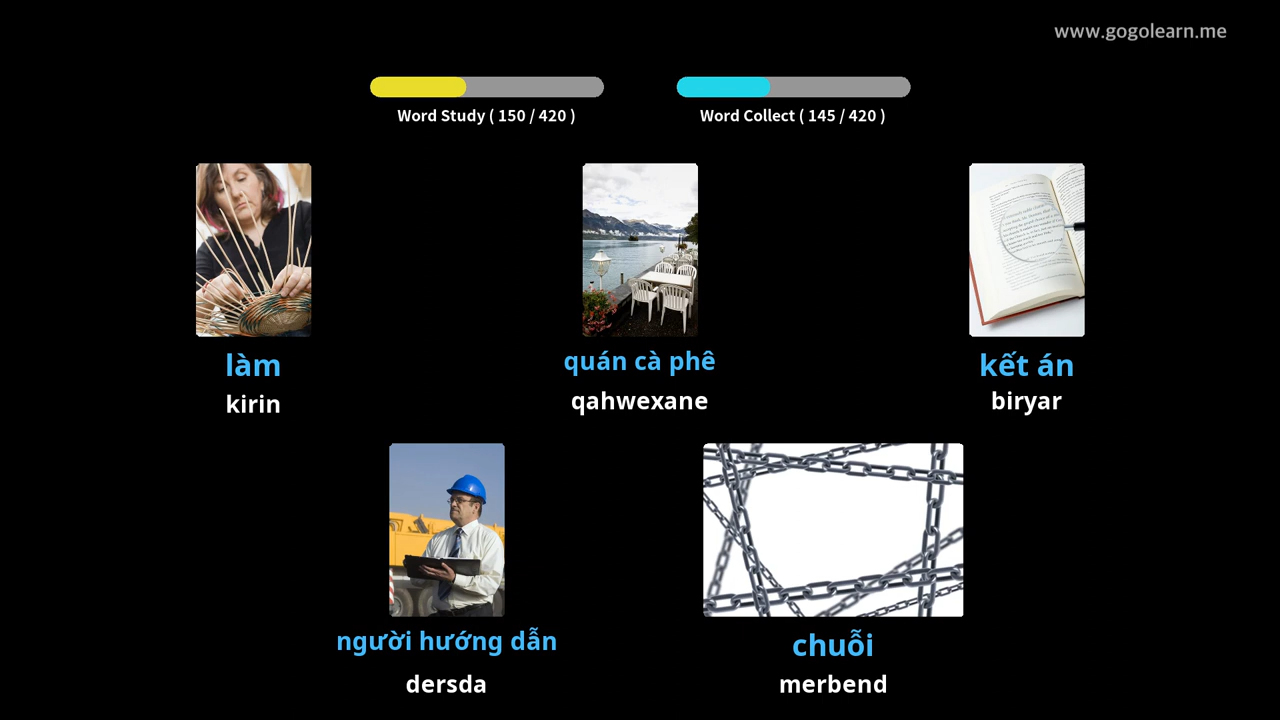 www.gogolearn.me
Word Study ( 150 / 420 )
Word Collect ( 145 / 420 )
làm
kirin
quán cà phê
qahwexane
kết án
biryar
người hướng dẫn
dersda
chuỗi
merbend